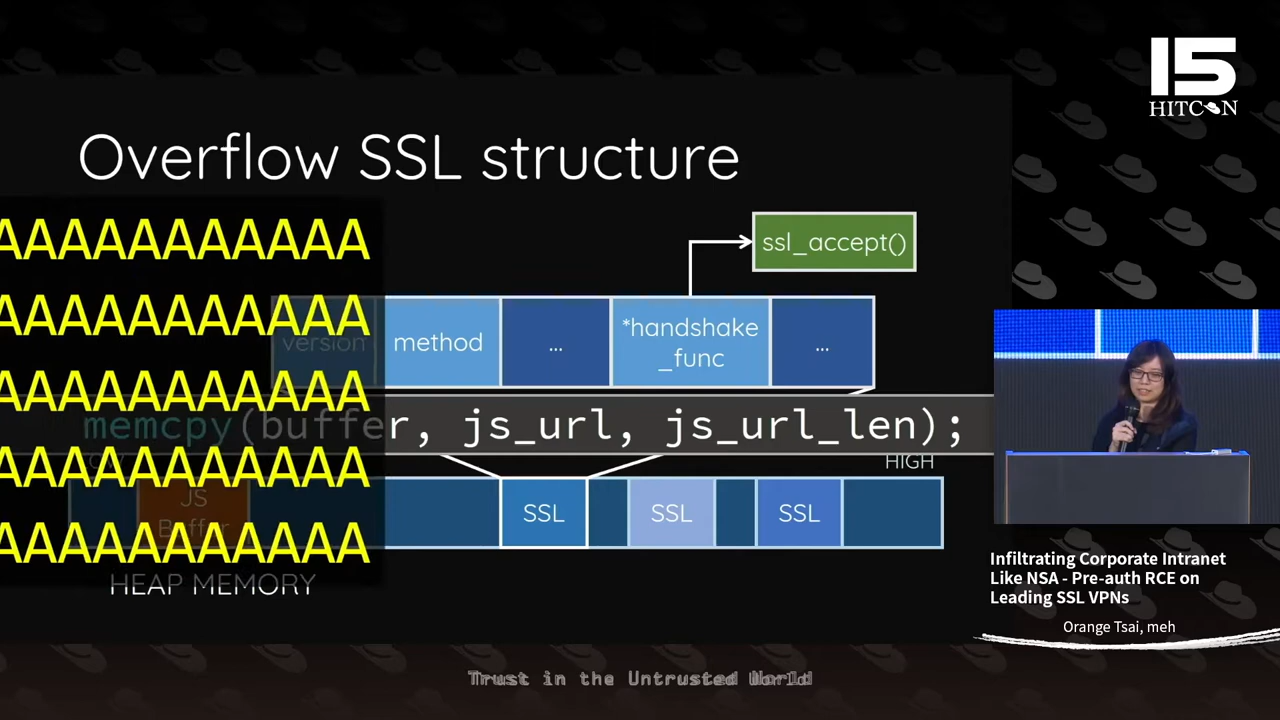 15
HITCON
Overflow SSL structure
AAAAAAAAAAA
ssl_accept()
AAAAAAAAAAA
version
method
...
*handshake
_func
...
AAAAAAAAAAA
memcpy(buffer, js_url, js_url_len);
AAAAAAAAAAA
HIGH
JS
Buffer
SSL
SSL
SSL
AAAAAAAAAAA
HEAP MEMORY
Infiltrating Corporate Intranet
Like NSA - Pre-auth RCE on
Leading SSL VPNs
Orange Tsai, meh
Trust in the Untrusted World